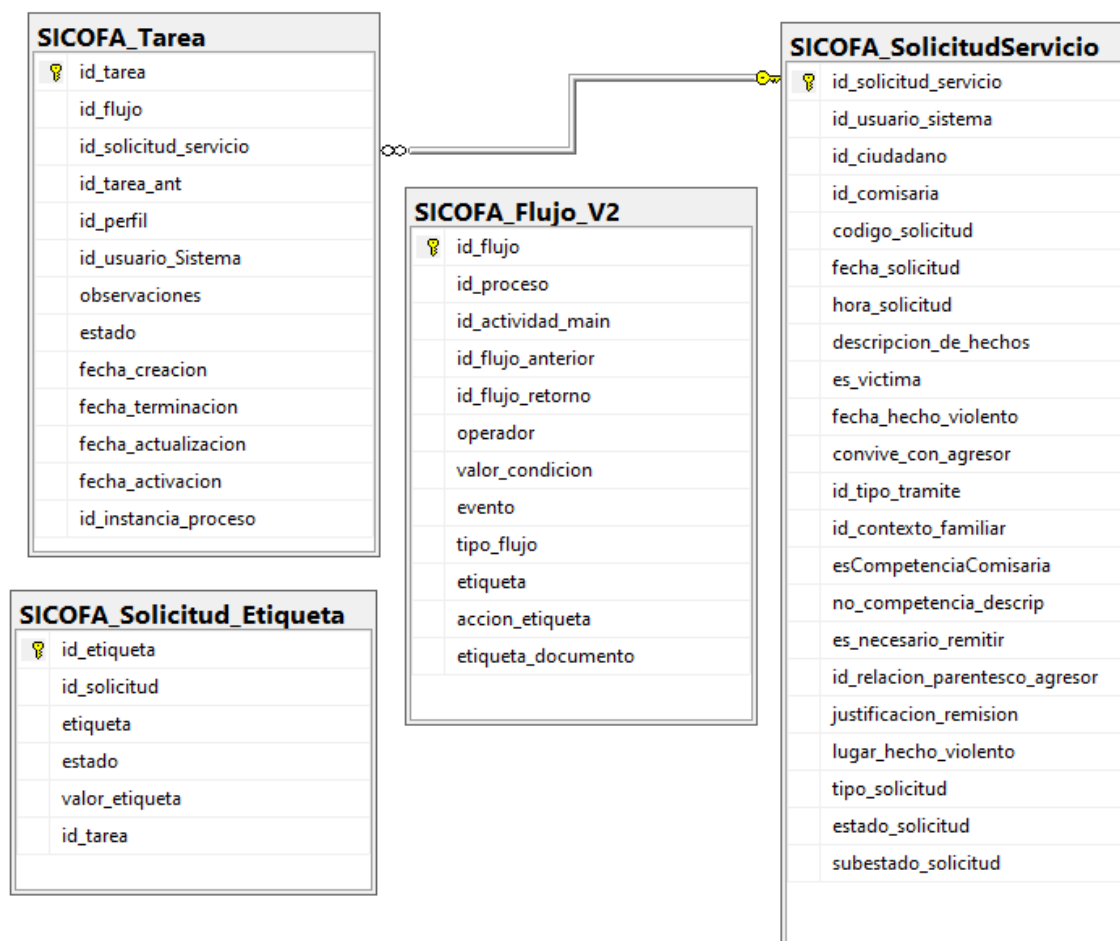 SICOFA_Tarea
id_tarea
id_flujo
id_solicitud_servicio
id_tarea_ant
id_perfil
id_usuario_Sistema
observaciones
estado
fecha_creacion
fecha_terminacion
fecha_actualizacion
fecha_activacion
id_instancia_proceso
SICOFA_Solicitud_Etiqueta
id_etiqueta
id_solicitud
etiqueta
estado
valor_etiqueta
id_tarea
SICOFA_Flujo_V2
id_flujo
id_proceso
id_actividad_main
id_flujo_anterior
id_flujo_retorno
operador
valor_condicion
evento
tipo_flujo
etiqueta
accion_etiqueta
etiqueta_documento
SICOFA_SolicitudServicio
id_solicitud_servicio
id_usuario_sistema
id_ciudadano
id_comisaria
codigo_solicitud
fecha_solicitud
hora_solicitud
descripcion_de_hechos
es_victima
fecha_hecho_violento
convive_con_agresor
id_tipo_tramite
id_contexto_familiar
esCompetenciaComisaria
no_competencia_descrip
es_necesario_remitir
id_relacion_parentesco_agresor
justificacion_remision
lugar_hecho_violento
tipo_solicitud
estado_solicitud
subestado_solicitud